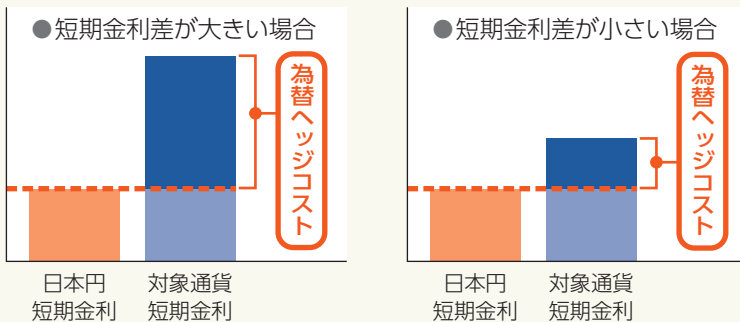 ●短期金利差が大きい場合
為替ヘッジコスト
日本円
短期金利
対象通貨
短期金利
●短期金利差が小さい場合
為替ヘッジコスト
日本円
短期金利
対象通貨
短期金利